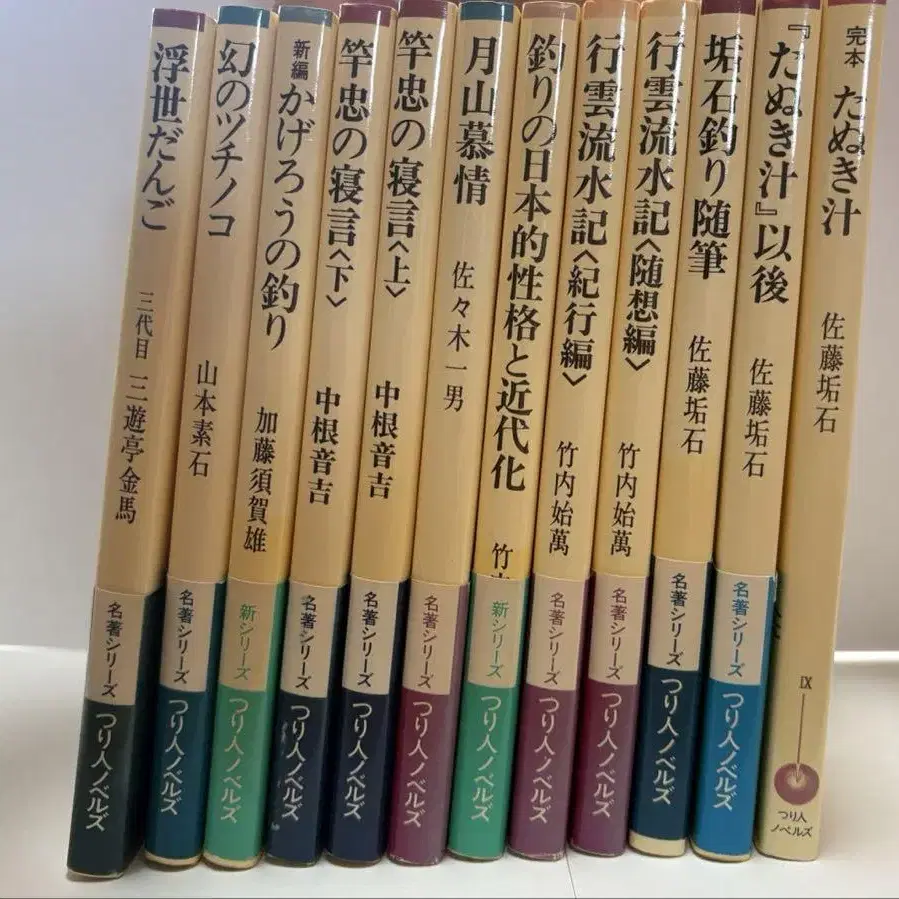 浮世だんご
三代目 三遊亭金馬
名著シリーズ
つり人ノベルズ
幻のツチノコ
山本素石
名著シリーズ
つり人ノベルズ
新編 かげろうの釣り
加藤須賀雄
新シリーズ
つり人ノベルズ
竿忠の寝言〈下〉
中根音吉
名著シリーズ
つり人ノベルズ
竿忠の寝言〈上〉
中根音吉
名著シリーズ
つり人ノベルズ
月山慕情
佐々木一男
名著シリーズ
つり人ノベルズ
釣りの日本的性格と近代化
竹
新シリーズ
つり人ノベルズ
行雲流水記〈紀行編〉
竹内始萬
名著シリーズ
つり人ノベルズ
行雲流水記〈随想編〉
竹内始萬
名著シリーズ
つり人ノベルズ
垢石釣り随筆
佐藤垢石
名著シリーズ
つり人ノベルズ
『たぬき汁』以後
佐藤垢石
名著シリーズ
つり人ノベルズ
完本 たぬき汁
佐藤垢石
IX
つり人
ノベルズ